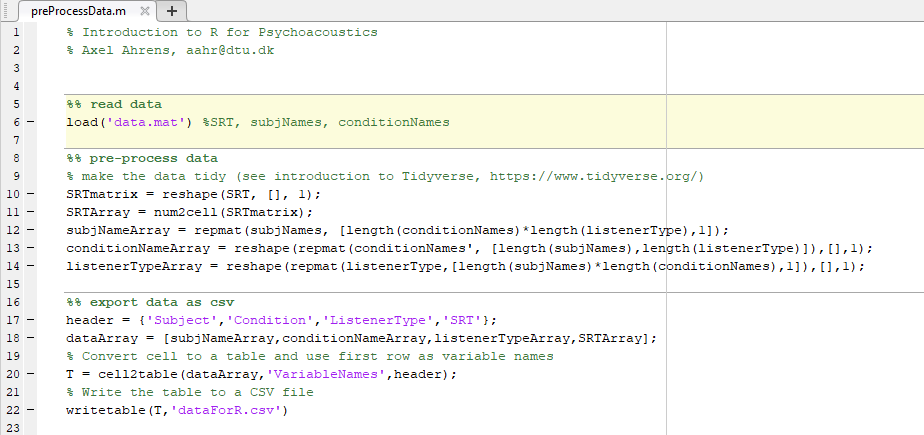 preProcessData.m × +
1 % Introduction to R for Psychoacoustics
2 % Axel Ahrens, aahr@dtu.dk
3
4
5 %% read data
6 – load('data.mat') %SRT, subjNames, conditionNames
7
8 %% pre-process data
9 % make the data tidy (see introduction to Tidyverse, https://www.tidyverse.org/)
10 – SRTmatrix = reshape(SRT, [], 1);
11 – SRTArray = num2cell(SRTmatrix);
12 – subjNameArray = repmat(subjNames, [length(conditionNames)*length(listenerType),1]);
13 – conditionNameArray = reshape(repmat(conditionNames', [length(subjNames),length(listenerType)]),[],1);
14 – listenerTypeArray = reshape(repmat(listenerType,[length(subjNames)*length(conditionNames),1]),[],1);
15
16 %% export data as csv
17 – header = {'Subject','Condition','ListenerType','SRT'};
18 – dataArray = [subjNameArray,conditionNameArray,listenerTypeArray,SRTArray];
19 % Convert cell to a table and use first row as variable names
20 – T = cell2table(dataArray,'VariableNames',header);
21 % Write the table to a CSV file
22 – writetable(T,'dataForR.csv')
23